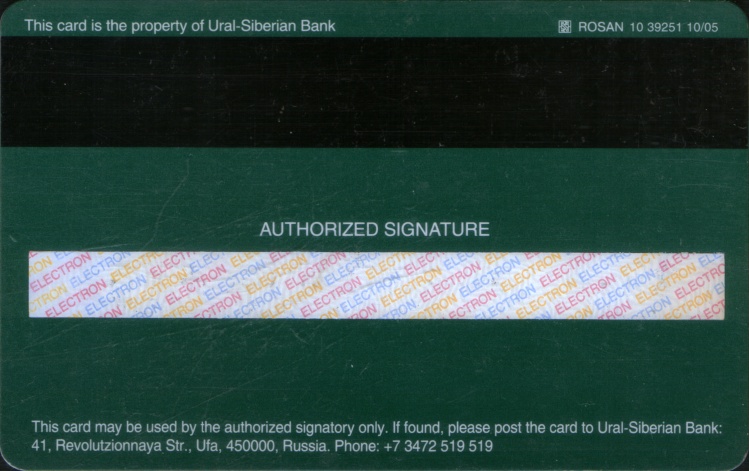 This card is the property of Ural-Siberian Bank
ROSAN 10 39251 10/05
AUTHORIZED SIGNATURE
ELECTRON ELECTRON ELECTRON ELECTRON ELECTRON ELECTRON
This card may be used by the authorized signatory only. If found, please post the card to Ural-Siberian Bank:
41, Revolutzionnaya Str., Ufa, 450000, Russia. Phone: +7 3472 519 519